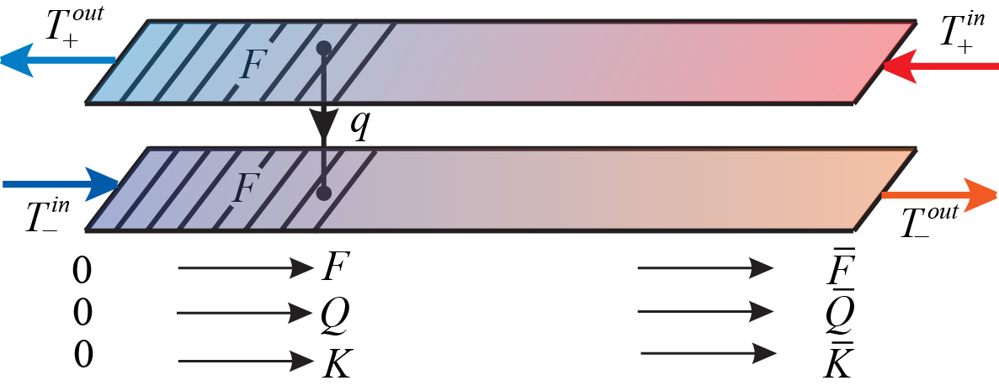 T₊ᵒᵘᵗ T₊ⁱⁿ
F
q
F
T₋ⁱⁿ T₋ᵒᵘᵗ
0 F F̅
0 Q Q̅
0 K K̅